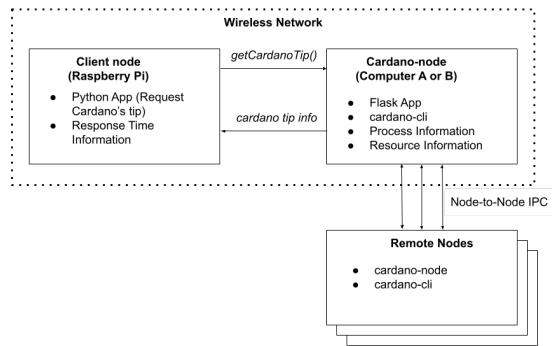 Wireless Network
Client node
(Raspberry Pi)
● Python App (Request
Cardano's tip)
● Response Time
Information
getCardanoTip()
cardano tip info
Cardano-node
(Computer A or B)
● Flask App
● cardano-cli
● Process Information
● Resource Information
Node-to-Node IPC
Remote Nodes
● cardano-node
● cardano-cli